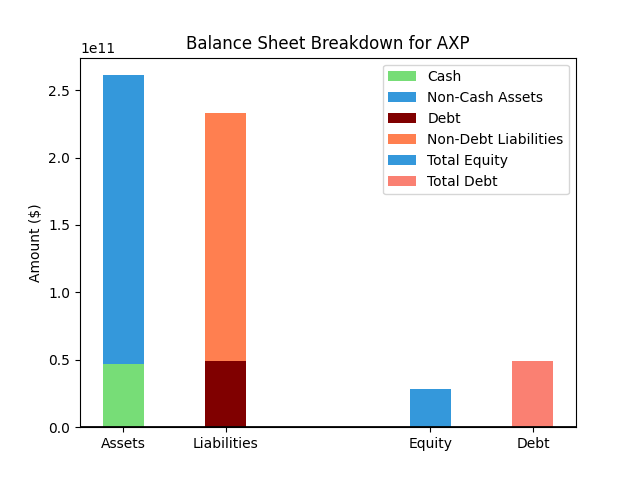 Balance Sheet Breakdown for AXP
1e11
Cash
Non-Cash Assets
Debt
Non-Debt Liabilities
Total Equity
Total Debt
Amount ($)
2.5
2.0
1.5
1.0
0.5
0.0
Assets Liabilities Equity Debt